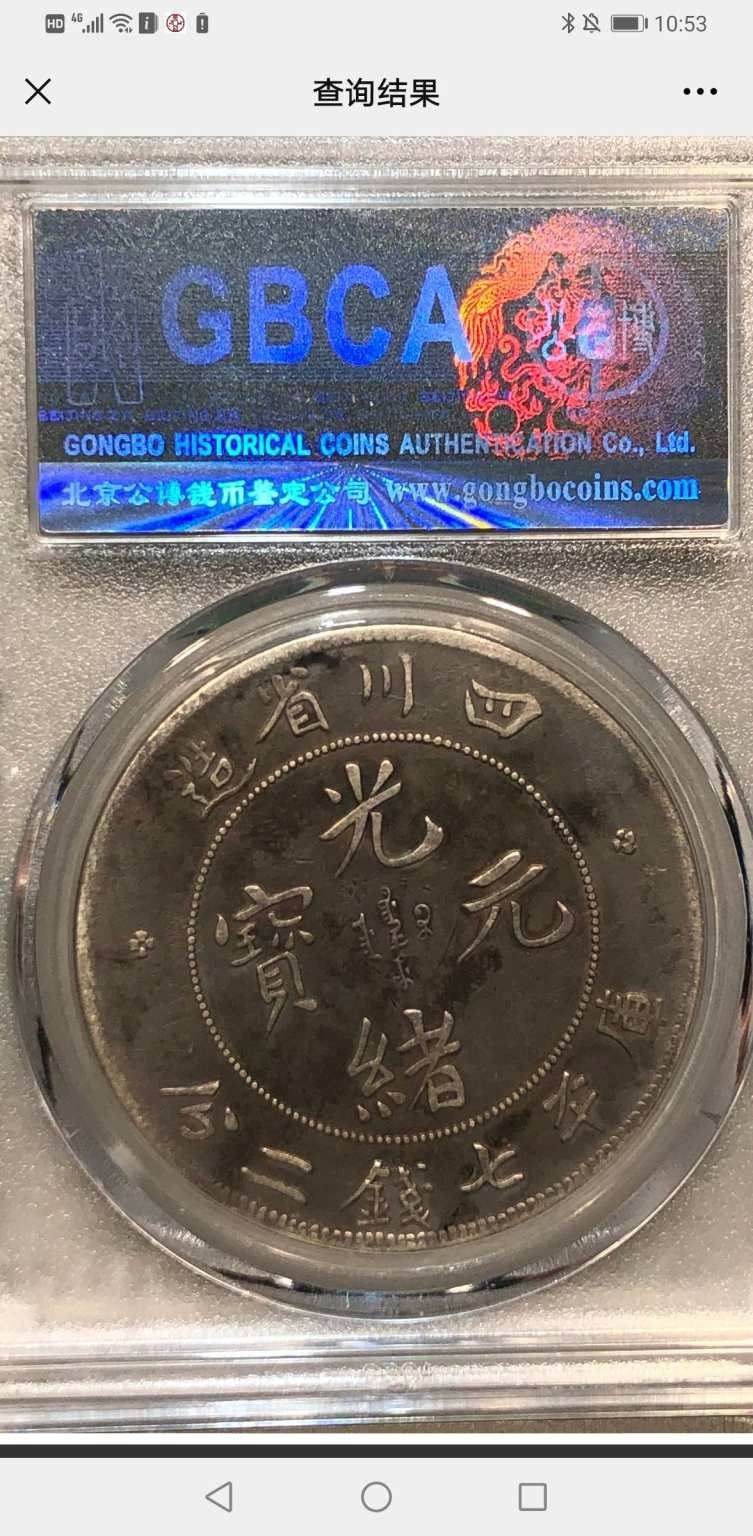 HD 4G 10:53
查询结果
GBCA
GONGBO HISTORICAL COINS AUTHENTICATION Co., Ltd.
北京公博钱币鉴定公司 www.gongbocoins.com
四川省造
光緒元寶
庫平七錢二分